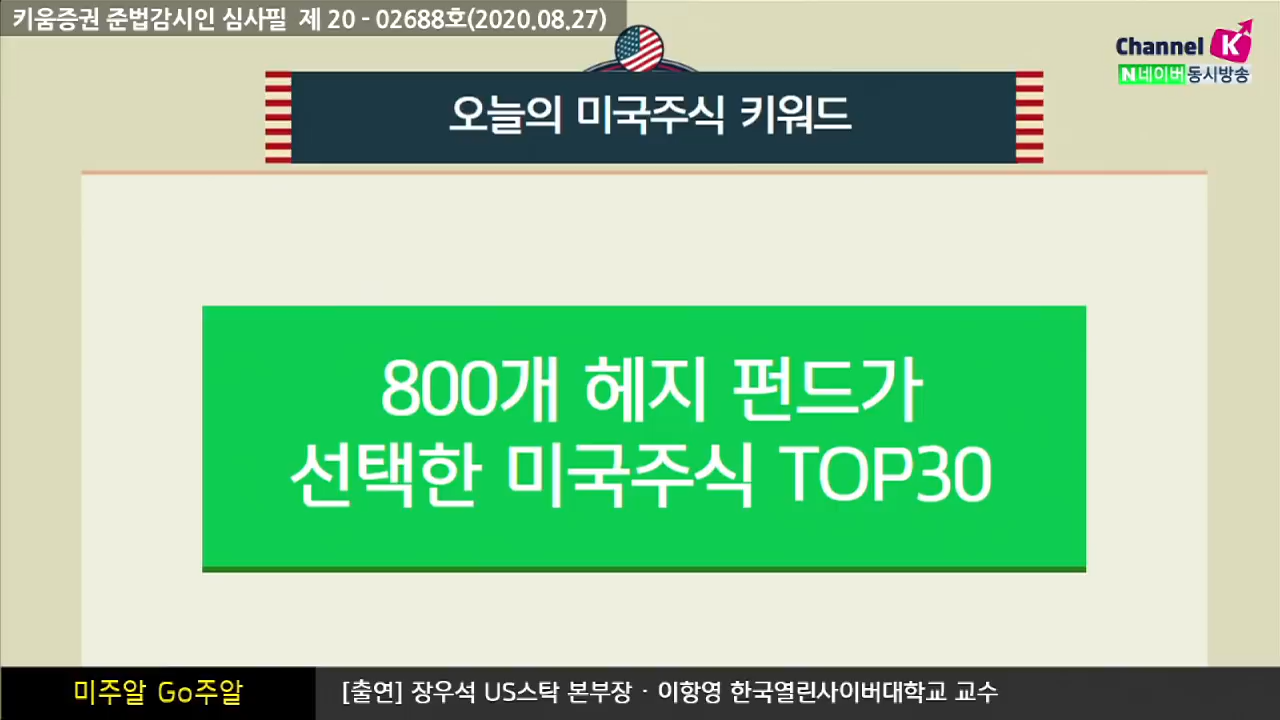 키움증권 준법감시인 심사필 제 20 - 02688호(2020.08.27)
Channel K
N네이버 동시방송
오늘의 미국주식 키워드
800개 헤지 펀드가
선택한 미국주식 TOP30
미주알 Go주알
[출연] 장우석 US스탁 본부장 · 이항영 한국열린사이버대학교 교수